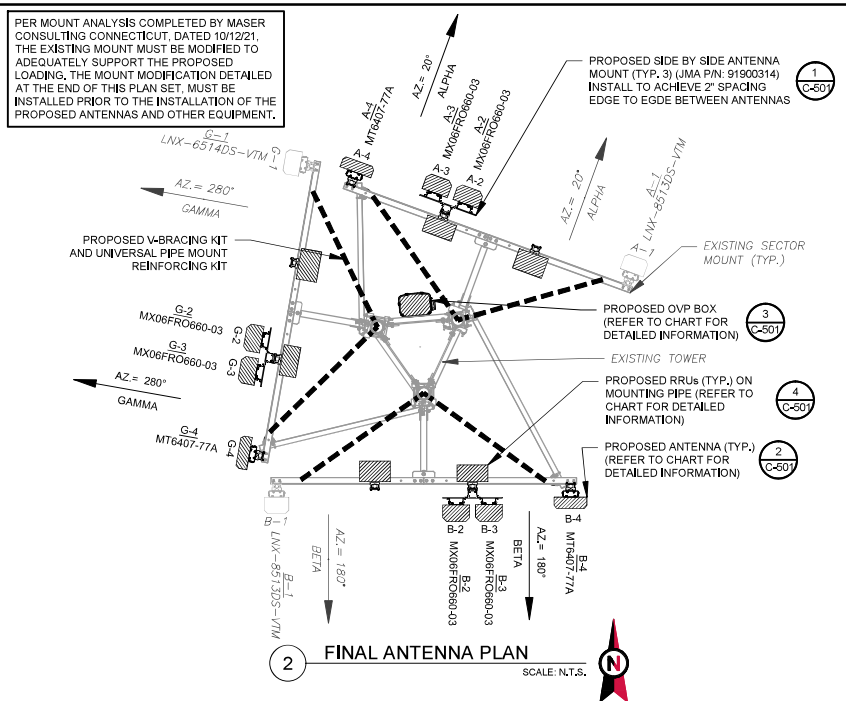 PER MOUNT ANALYSIS COMPLETED BY MASER
CONSULTING CONNECTICUT, DATED 10/12/21,
THE EXISTING MOUNT MUST BE MODIFIED TO
ADEQUATELY SUPPORT THE PROPOSED
LOADING. THE MOUNT MODIFICATION DETAILED
AT THE END OF THIS PLAN SET, MUST BE
INSTALLED PRIOR TO THE INSTALLATION OF THE
PROPOSED ANTENNAS AND OTHER EQUIPMENT.
AZ.= 20°
ALPHA
A-4
MT6407-77A
A-4
A-3
MX06FRO660-03
A-2
MX06FRO660-03
A-3
A-2
PROPOSED SIDE BY SIDE ANTENNA
MOUNT (TYP. 3) (JMA P/N: 91900314)
INSTALL TO ACHIEVE 2" SPACING
EDGE TO EGDE BETWEEN ANTENNAS
1
C-501
AZ.= 20°
ALPHA
A-1
LNX-8513DS-VTM
A-1
EXISTING SECTOR
MOUNT (TYP.)
G-1
LNX-6514DS-VTM
G-1
AZ.= 280°
GAMMA
PROPOSED V-BRACING KIT
AND UNIVERSAL PIPE MOUNT
REINFORCING KIT
PROPOSED OVP BOX
(REFER TO CHART FOR
DETAILED INFORMATION)
3
C-501
EXISTING TOWER
G-2
MX06FRO660-03
G-2
G-3
MX06FRO660-03
G-3
AZ.= 280°
GAMMA
PROPOSED RRUs (TYP.) ON
MOUNTING PIPE (REFER TO
CHART FOR DETAILED
INFORMATION)
4
C-501
G-4
MT6407-77A
G-4
PROPOSED ANTENNA (TYP.)
(REFER TO CHART FOR
DETAILED INFORMATION)
2
C-501
B-1
B-1
LNX-8513DS-VTM
AZ.= 180°
BETA
B-2
B-3
B-2
MX06FRO660-03
B-3
MX06FRO660-03
BETA
AZ.= 180°
B-4
B-4
MT6407-77A
2
FINAL ANTENNA PLAN
SCALE: N.T.S.
N